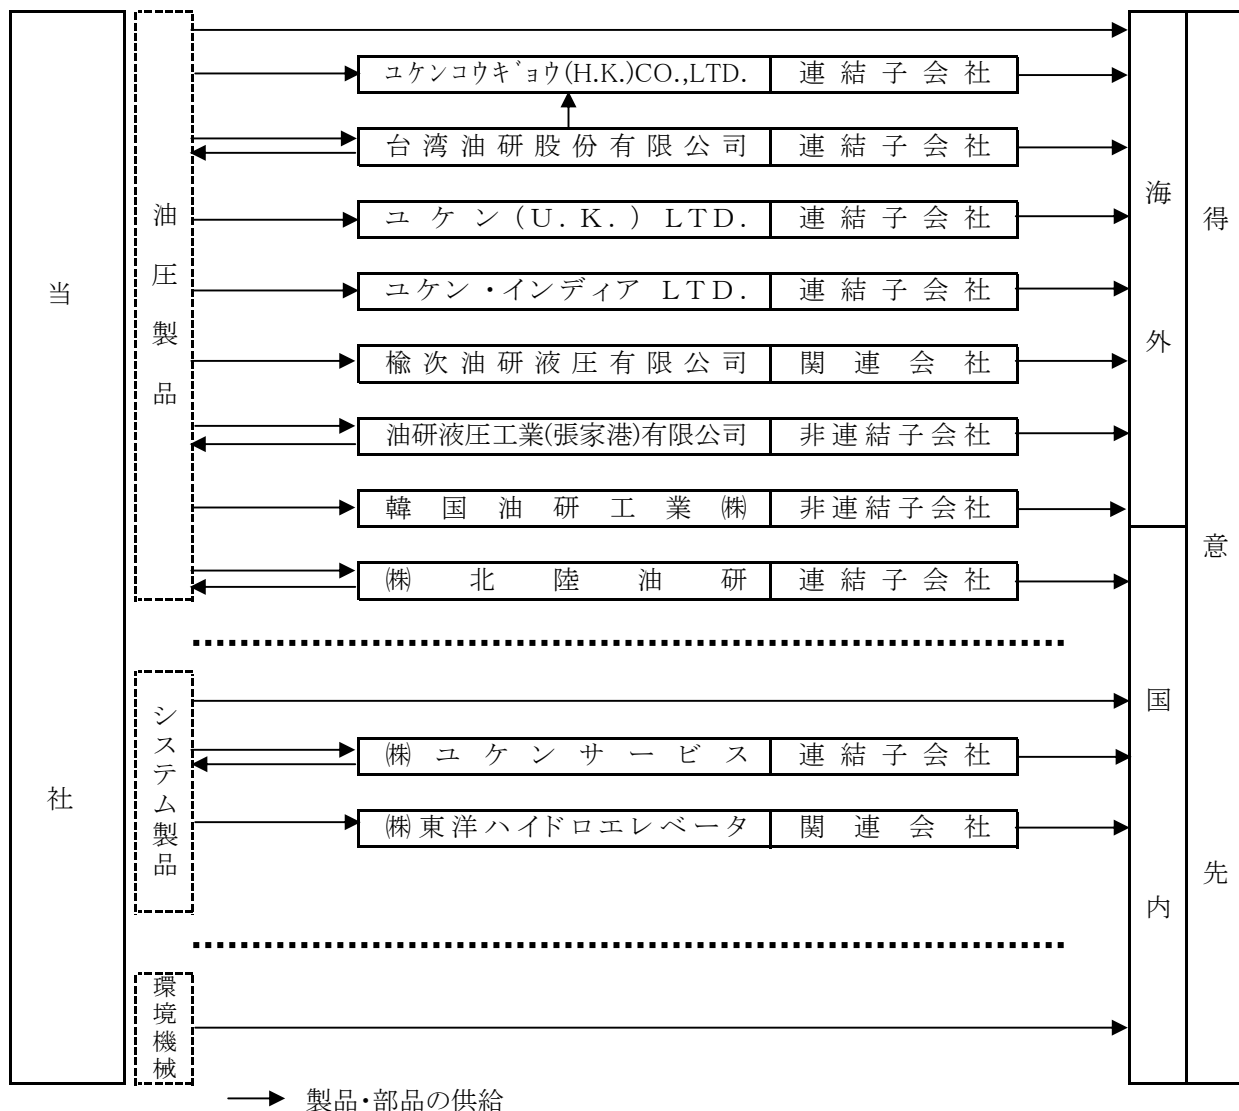 当社
油圧製品
ユケンコウギョウ(H.K.)CO.,LTD. 連結子会社
台湾油研股份有限公司 連結子会社
ユケン(U.K.) LTD. 連結子会社
ユケン・インディア LTD. 連結子会社
楡次油研液圧有限公司 関連会社
油研液圧工業(張家港)有限公司 非連結子会社
韓国油研工業㈱ 非連結子会社
㈱北陸油研 連結子会社
システム製品
㈱ユケンサービス 連結子会社
㈱東洋ハイドロエレベータ 関連会社
環境機械
海外
国内
得意先
製品・部品の供給